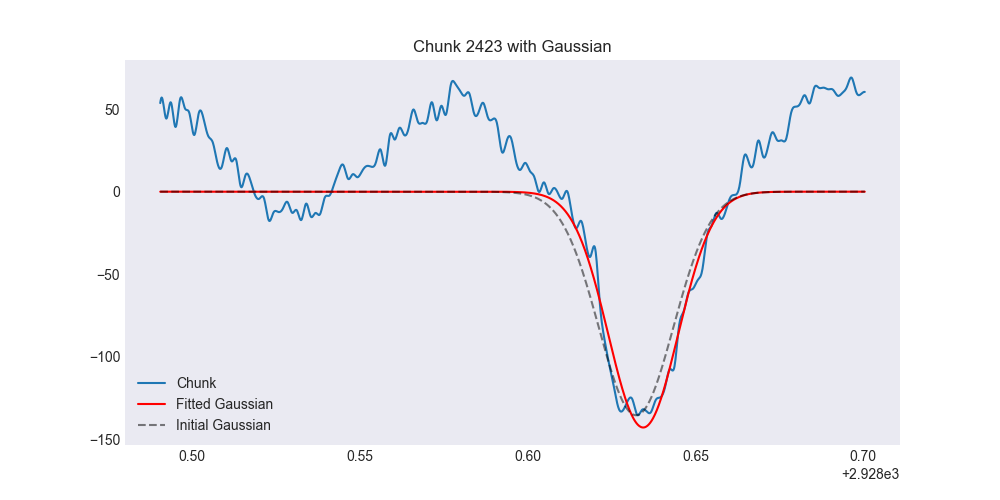 Chunk 2423 with Gaussian
50
0
−50
−100
−150
Chunk
Fitted Gaussian
Initial Gaussian
0.50 0.55 0.60 0.65 0.70
+2.928e3